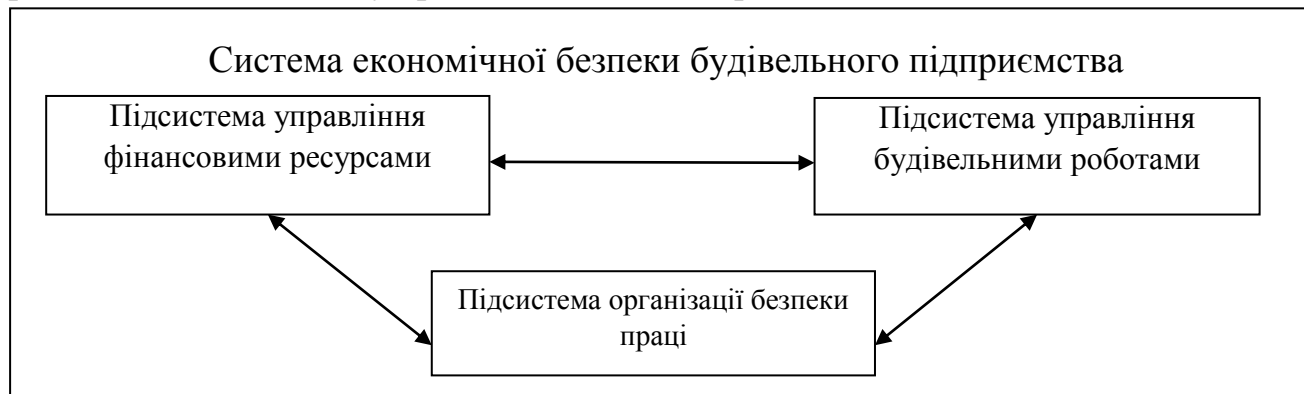 Система економічної безпеки будівельного підприємства
Підсистема управління
фінансовими ресурсами
Підсистема управління
будівельними роботами
Підсистема організації безпеки
праці